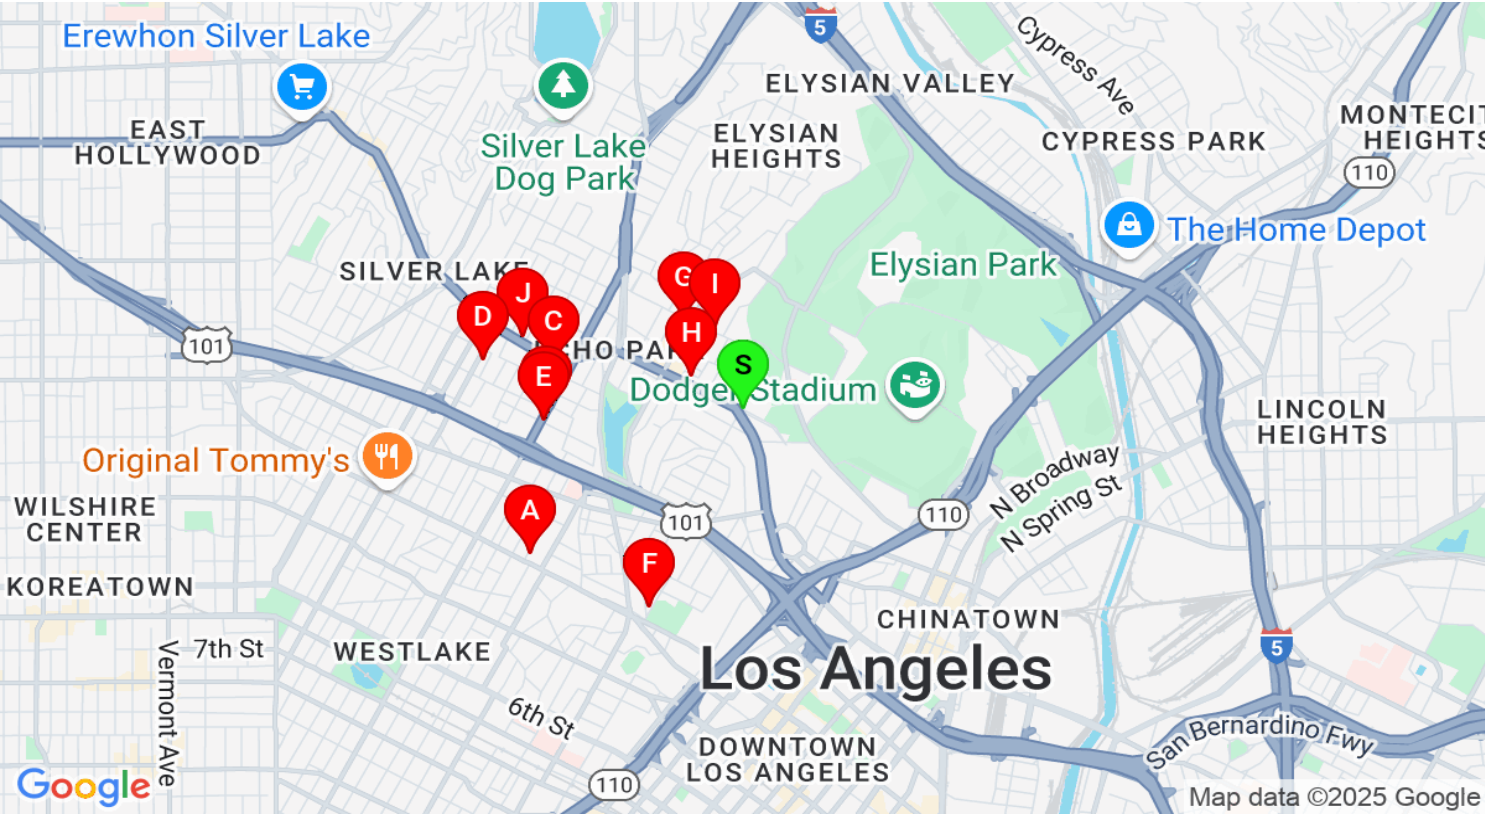 Erewhon Silver Lake
5
ELYSIAN VALLEY
Cypress Ave
EAST
HOLLYWOOD
Silver Lake
Dog Park
ELYSIAN
HEIGHTS
CYPRESS PARK
MONTECIT
HEIGHTS
110
The Home Depot
SILVER LAKE
Elysian Park
G
I
J
D
C
H
E
S
101
ECHO PARK
Dodger Stadium
LINCOLN
HEIGHTS
Original Tommy's
N Broadway
N Spring St
WILSHIRE
CENTER
A
101
110
F
KOREATOWN
CHINATOWN
7th St
Vermont Ave
WESTLAKE
Los Angeles
5
6th St
San Bernardino Fwy
DOWNTOWN
LOS ANGELES
110
Google
Map data ©2025 Google